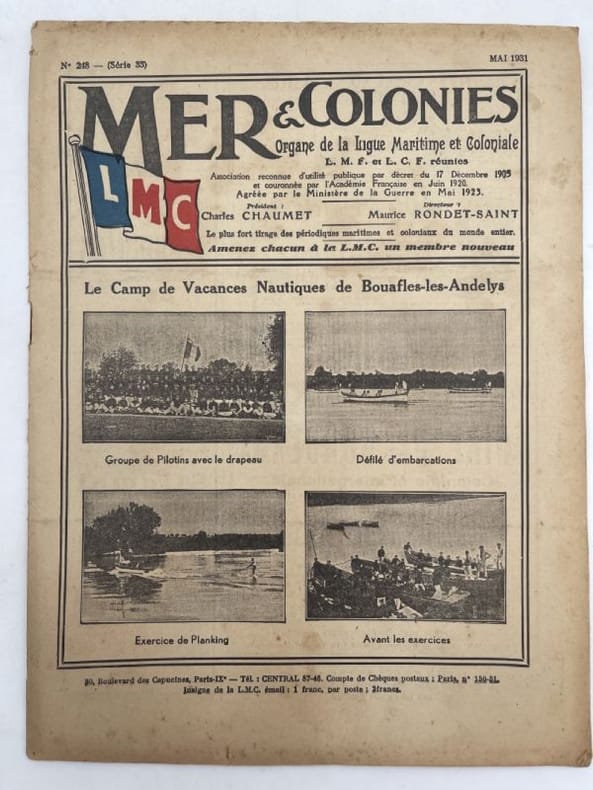 N° 248 — (Série 33)
MAI 1931
MER & COLONIES
Organe de la Ligue Maritime et Coloniale
L. M. F. et L. C. F. réunies
Association reconnue d'utilité publique par décret du 17 Décembre 1905
et couronnée par l'Académie Française en Juin 1920.
Agréée par le Ministère de la Guerre en Mai 1923.
Président :
Charles CHAUMET
Directeur :
Maurice RONDET-SAINT
Le plus fort tirage des périodiques maritimes et coloniaux du monde entier.
Amenez chacun à la L.M.C. un membre nouveau
LMC
Le Camp de Vacances Nautiques de Bouafles-les-Andelys
Groupe de Pilotins avec le drapeau
Défilé d'embarcations
Exercice de Planking
Avant les exercices
Boulevard des Capucines, Paris-IXe — Tél : CENTRAL 87-46. Compte de Chèques postaux : Paris, n° 150-51.
Insigne de la L.M.C. émail : 1 franc, par poste ; 2francs.